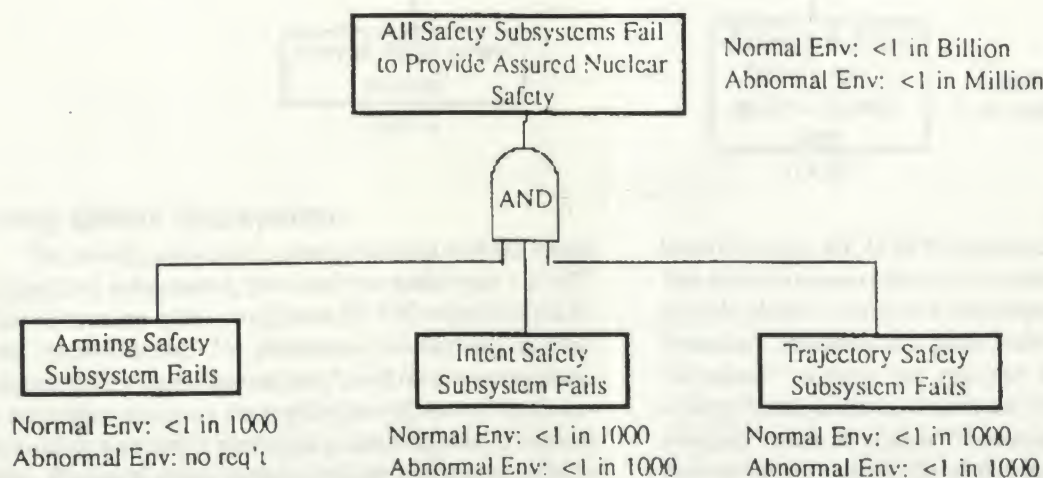 All Safety Subsystems Fail
to Provide Assured Nuclear
Safety
Normal Env: <1 in Billion
Abnormal Env: <1 in Million
AND
Arming Safety
Subsystem Fails
Normal Env: <1 in 1000
Abnormal Env: no req't
Intent Safety
Subsystem Fails
Normal Env: <1 in 1000
Abnormal Env: <1 in 1000
Trajectory Safety
Subsystem Fails
Normal Env: <1 in 1000
Abnormal Env: <1 in 1000